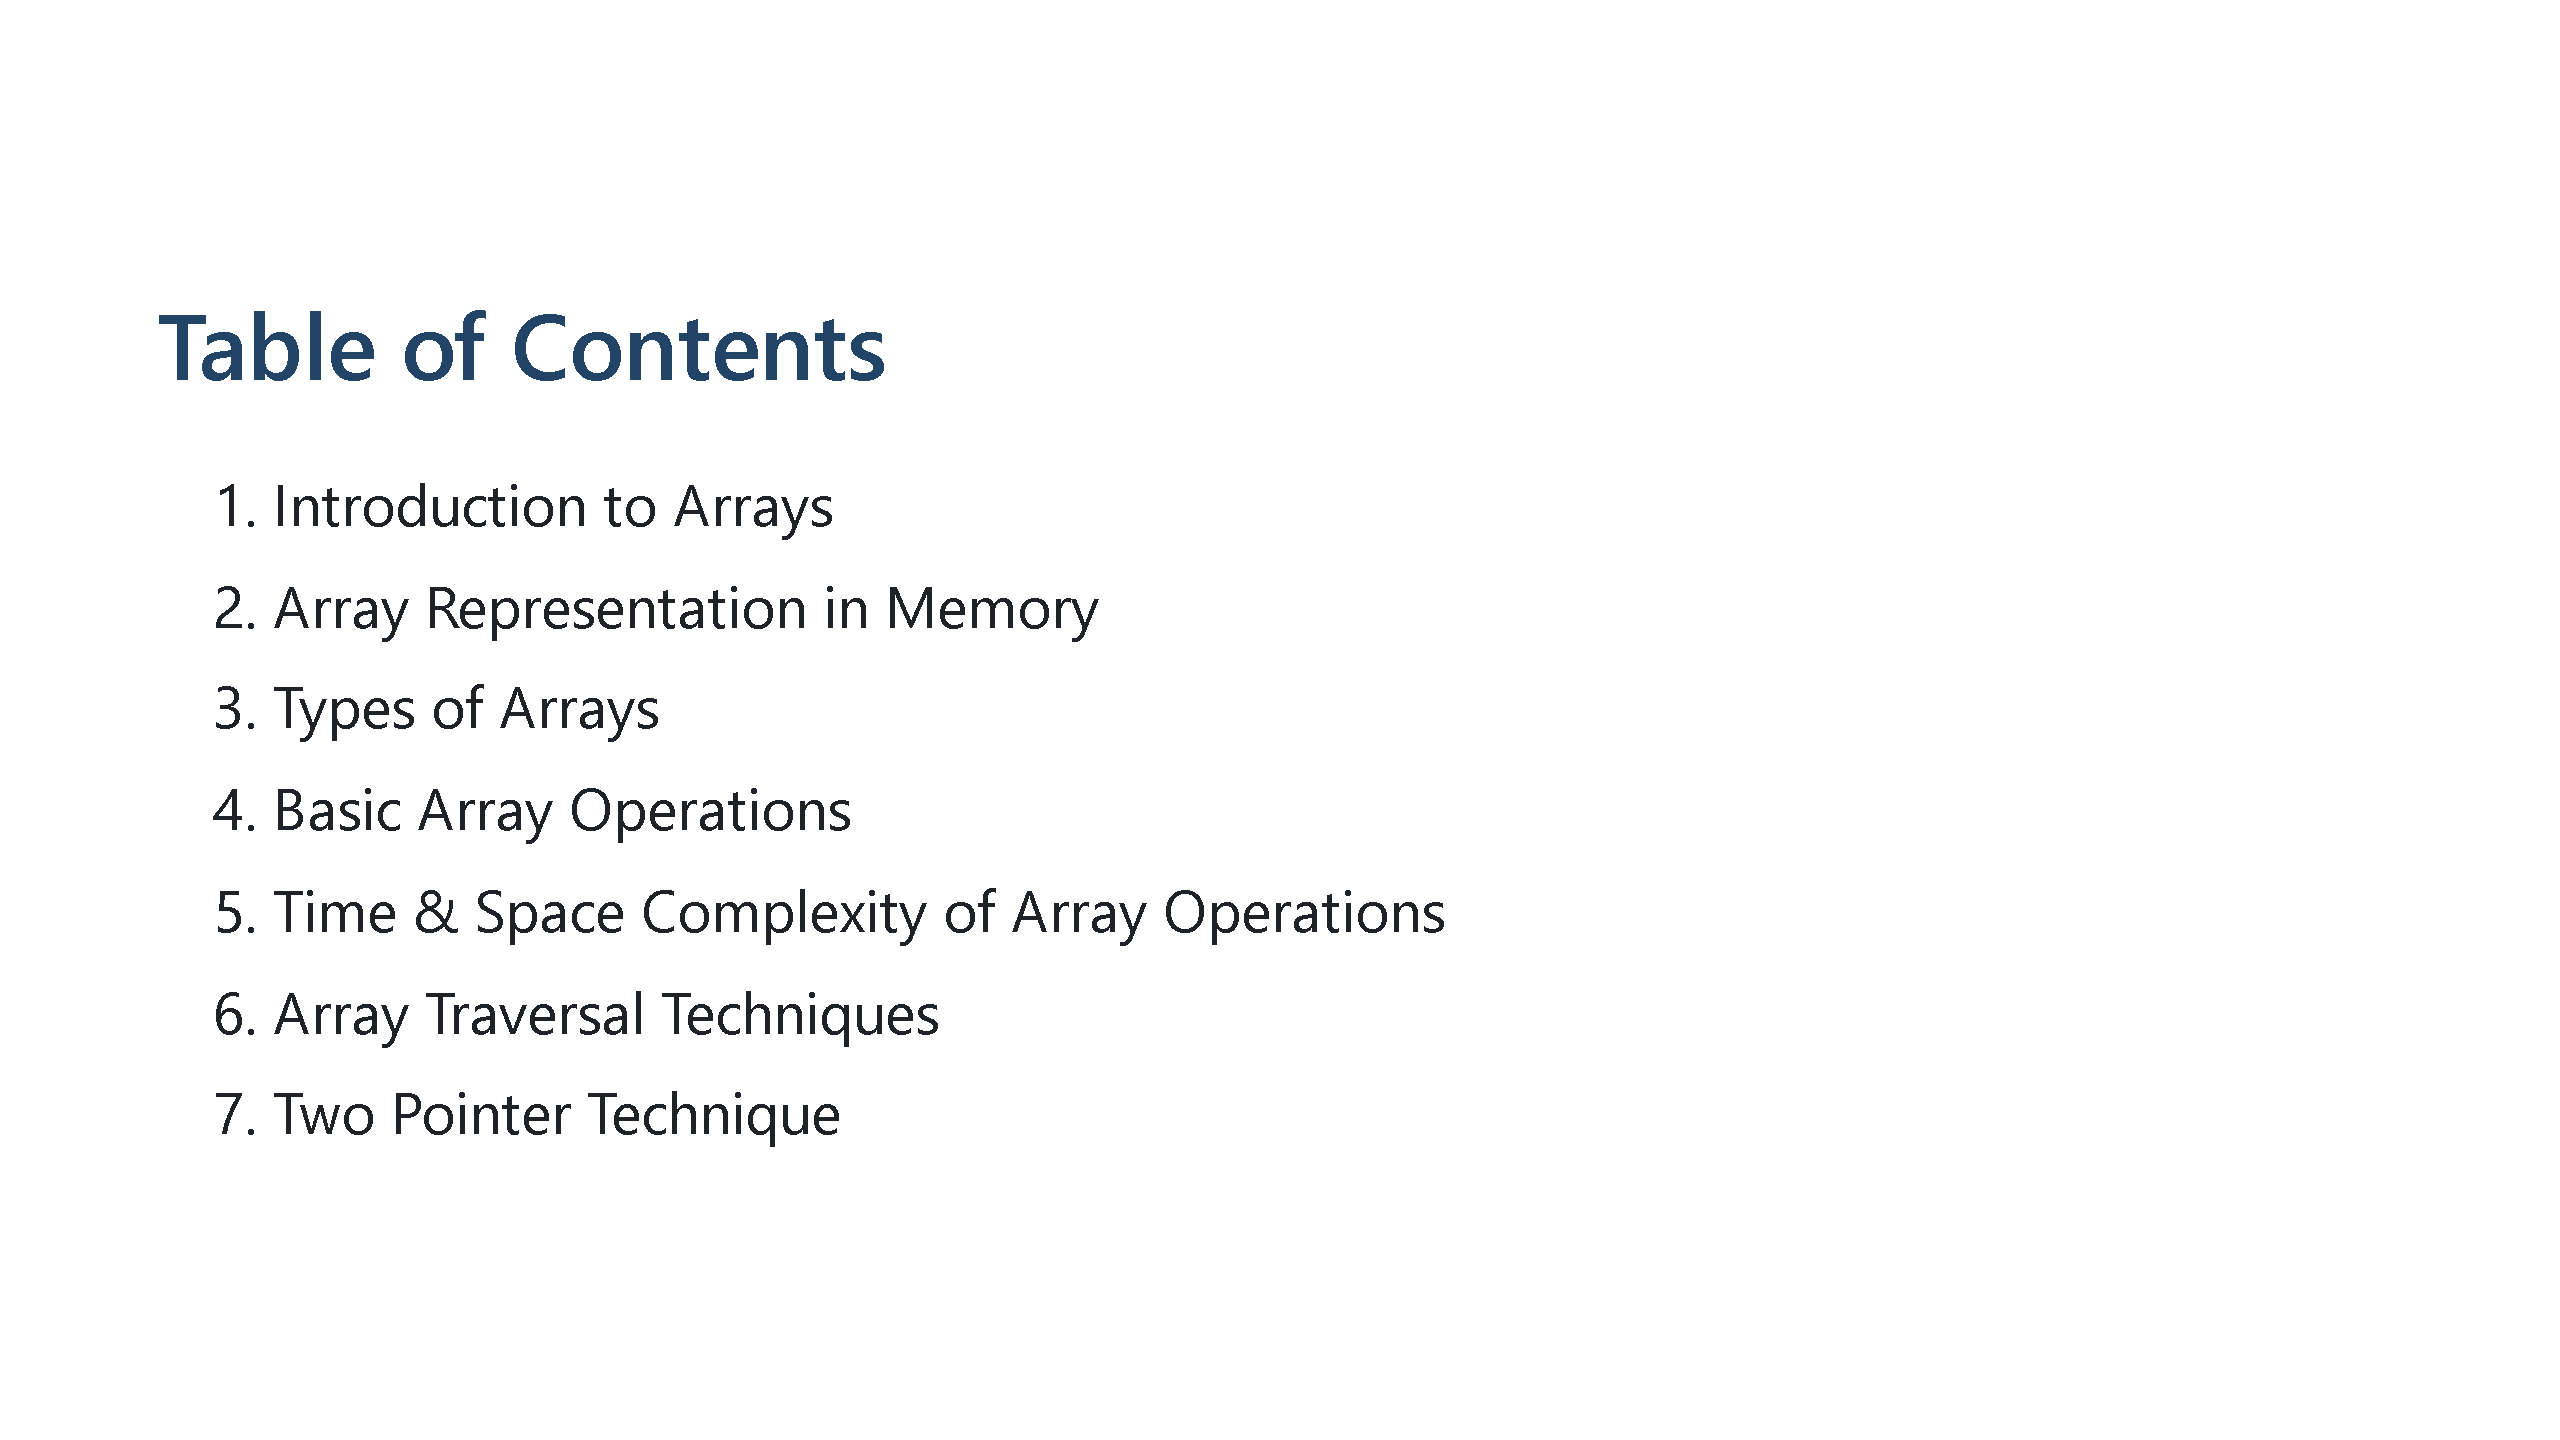 Table of Contents
1. Introduction to Arrays
2. Array Representation in Memory
3. Types of Arrays
4. Basic Array Operations
5. Time & Space Complexity of Array Operations
6. Array Traversal Techniques
7. Two Pointer Technique